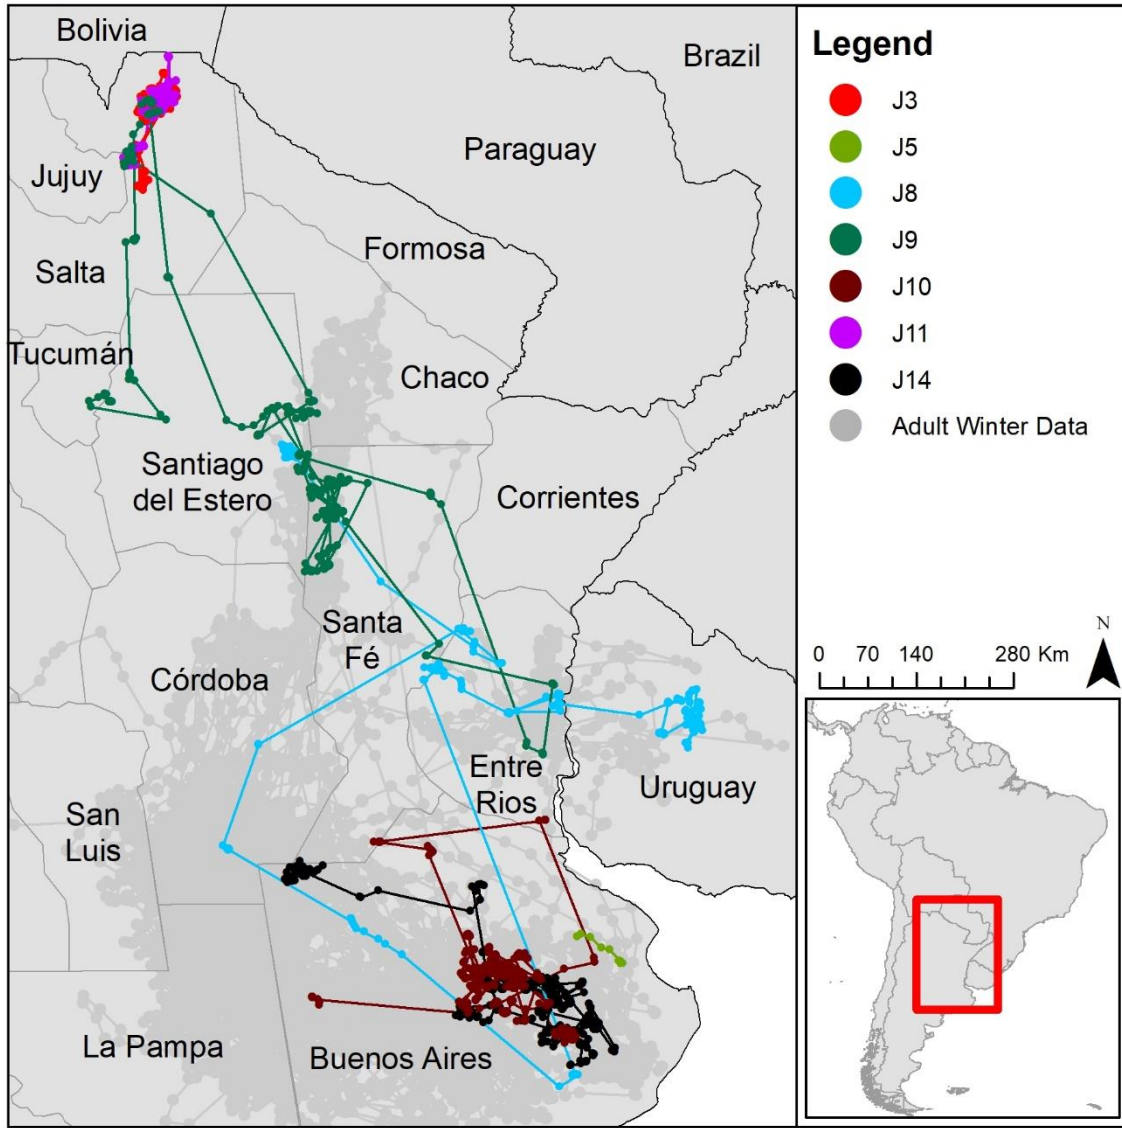 Bolivia
Brazil
Paraguay
Jujuy
Formosa
Salta
Tucumán
Chaco
Santiago
del Estero
Corrientes
Santa
Fé
Córdoba
Entre
Rios
Uruguay
San
Luis
La Pampa
Buenos Aires
Legend
J3
J5
J8
J9
J10
J11
J14
Adult Winter Data
N
0 70 140 280 Km